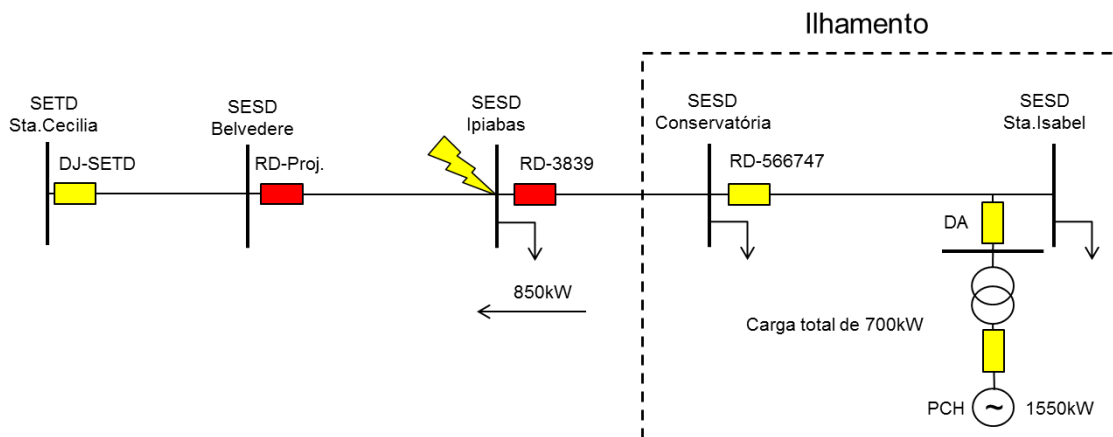 Ilhamento
SETD
Sta.Cecilia
SESD
Belvedere
SESD
Ipiabas
SESD
Conservatória
SESD
Sta.Isabel
DJ-SETD
RD-Proj.
RD-3839
RD-566747
DA
850kW
Carga total de 700kW
PCH
~
1550kW